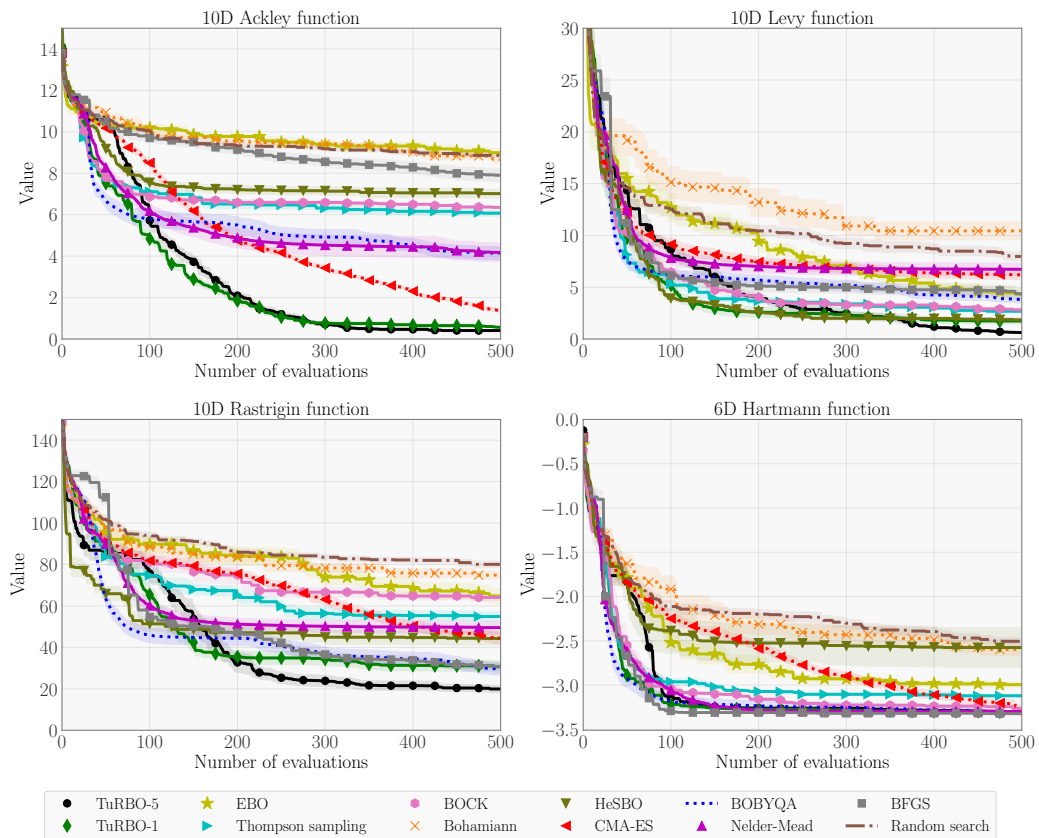 10D Ackley function
14
12
10
8
6
4
2
0
Value
0 100 200 300 400 500
Number of evaluations
10D Levy function
30
25
20
15
10
5
0
Value
0 100 200 300 400 500
Number of evaluations
10D Rastrigin function
140
120
100
80
60
40
20
0
Value
0 100 200 300 400 500
Number of evaluations
6D Hartmann function
0.0
−0.5
−1.0
−1.5
−2.0
−2.5
−3.0
−3.5
Value
0 100 200 300 400 500
Number of evaluations
TuRBO-5 EBO BOCK HeSBO BOBYQA BFGS
TuRBO-1 Thompson sampling Bohamiann CMA-ES Nelder-Mead Random search